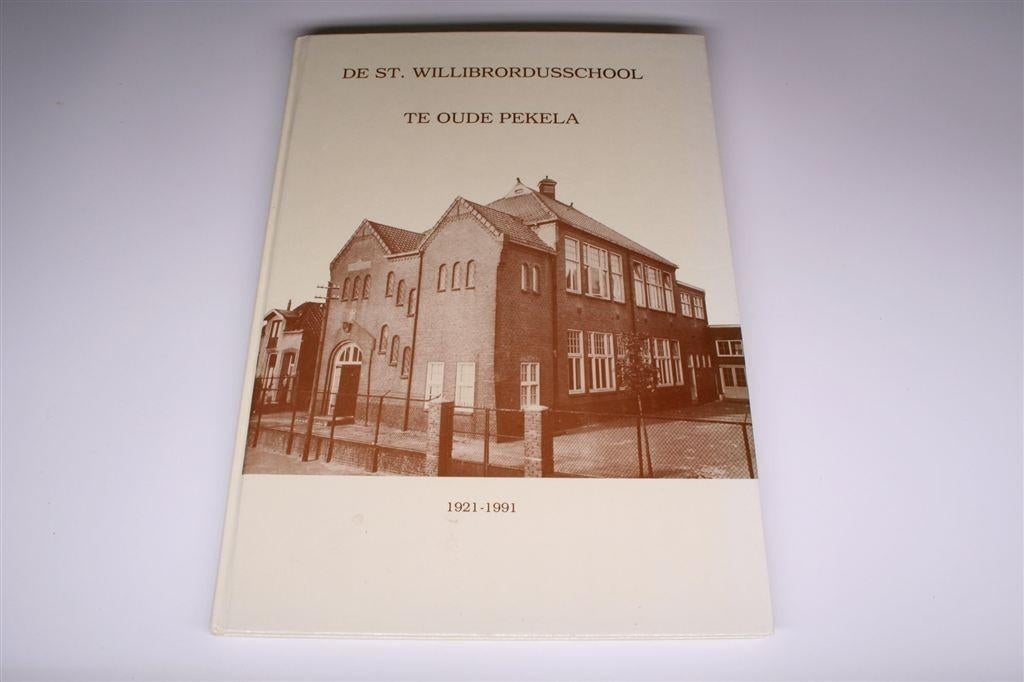 DE ST. WILLIBRORDUSSCHOOL
TE OUDE PEKELA
1921-1991